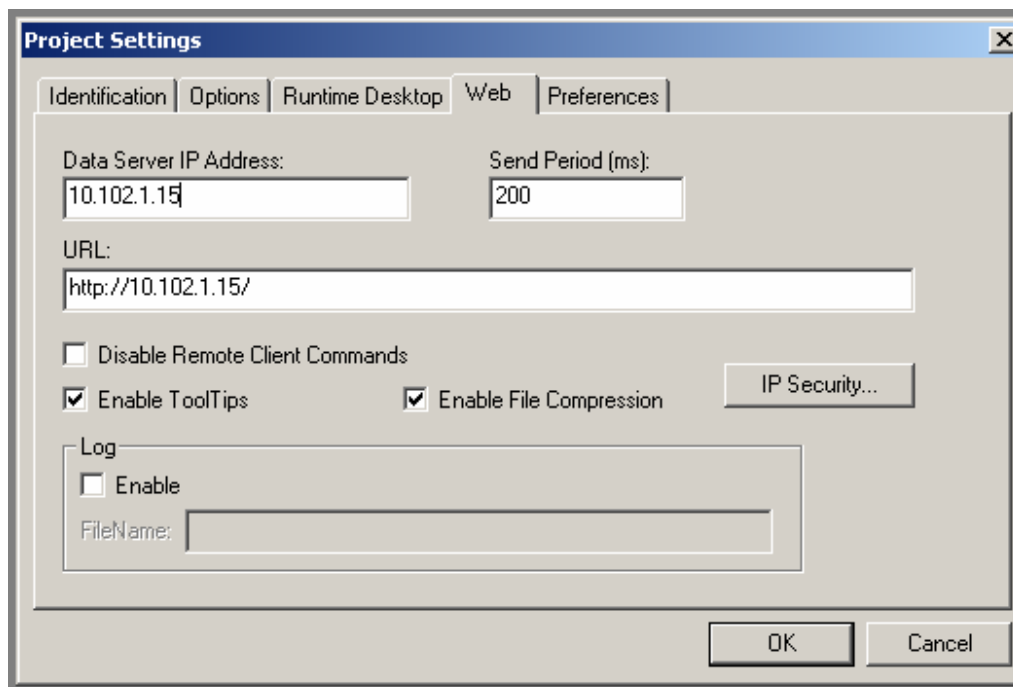 Project Settings
Identification Options Runtime Desktop Web Preferences
Data Server IP Address: Send Period (ms):
10.102.1.15 200
URL:
http://10.102.1.15/
Disable Remote Client Commands
Enable ToolTips Enable File Compression IP Security...
Log
Enable
FileName:
OK Cancel